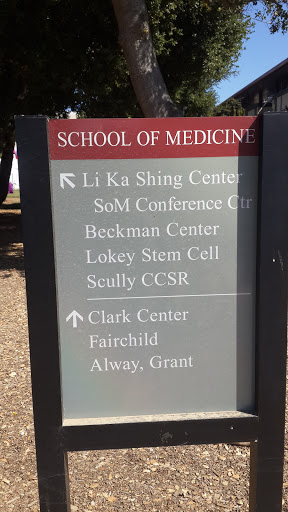 SCHOOL OF MEDICINE
Li Ka Shing Center
SoM Conference Ctr
Beckman Center
Lokey Stem Cell
Scully CCSR
Clark Center
Fairchild
Alway, Grant